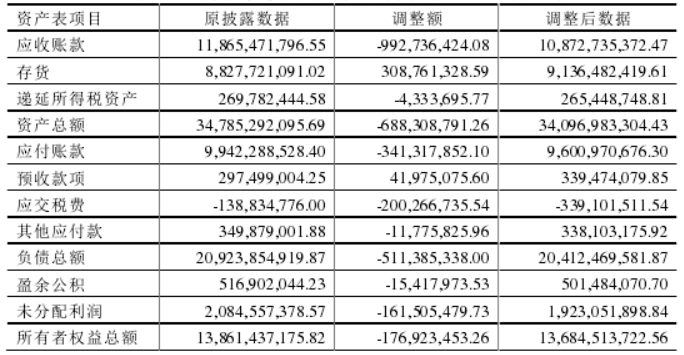 资产表项目 原披露数据 调整额 调整后数据
应收账款 11,865,471,796.55 -992,736,424.08 10,872,735,372.47
存货 8,827,721,091.02 308,761,328.59 9,136,482,419.61
递延所得税资产 269,782,444.58 -4,333,695.77 265,448,748.81
资产总额 34,785,292,095.69 -688,308,791.26 34,096,983,304.43
应付账款 9,942,288,528.40 -341,317,852.10 9,600,970,676.30
预收款项 297,499,004.25 41,975,075.60 339,474,079.85
应交税费 -138,834,776.00 -200,266,735.54 -339,101,511.54
其他应付款 349,879,001.88 -11,775,825.96 338,103,175.92
负债总额 20,923,854,919.87 -511,385,338.00 20,412,469,581.87
盈余公积 516,902,044.23 -15,417,973.53 501,484,070.70
未分配利润 2,084,557,378.57 -161,505,479.73 1,923,051,898.84
所有者权益总额 13,861,437,175.82 -176,923,453.26 13,684,513,722.56